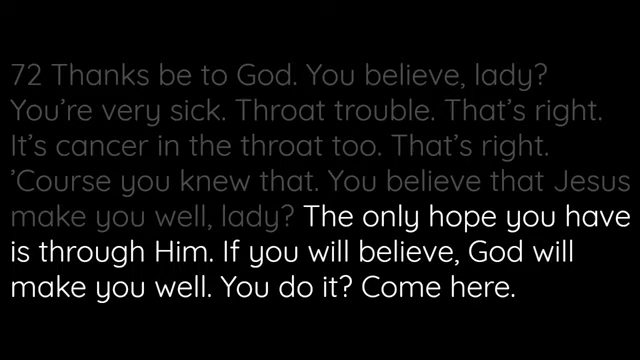 72 Thanks be to God. You believe, lady?
You’re very sick. Throat trouble. That’s right.
It’s cancer in the throat too. That’s right.
’Course you knew that. You believe that Jesus
make you well, lady? The only hope you have
is through Him. If you will believe, God will
make you well. You do it? Come here.